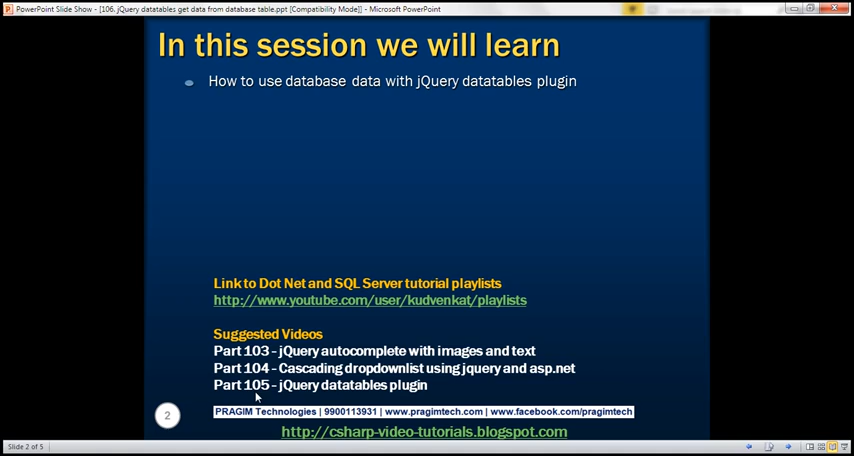 PowerPoint Slide Show - [106. jQuery datatables get data from database table.ppt [Compatibility Mode]] - Microsoft PowerPoint
In this session we will learn
How to use database data with jQuery datatables plugin
Link to Dot Net and SQL Server tutorial playlists
http://www.youtube.com/user/kudvenkat/playlists
Suggested Videos
Part 103 - jQuery autocomplete with images and text
Part 104 - Cascading dropdownlist using jquery and asp.net
Part 105 - jQuery datatables plugin
2
PRAGIM Technologies | 9900113931 | www.pragimtech.com | www.facebook.com/pragimtech
http://csharp-video-tutorials.blogspot.com
Slide 2 of 5